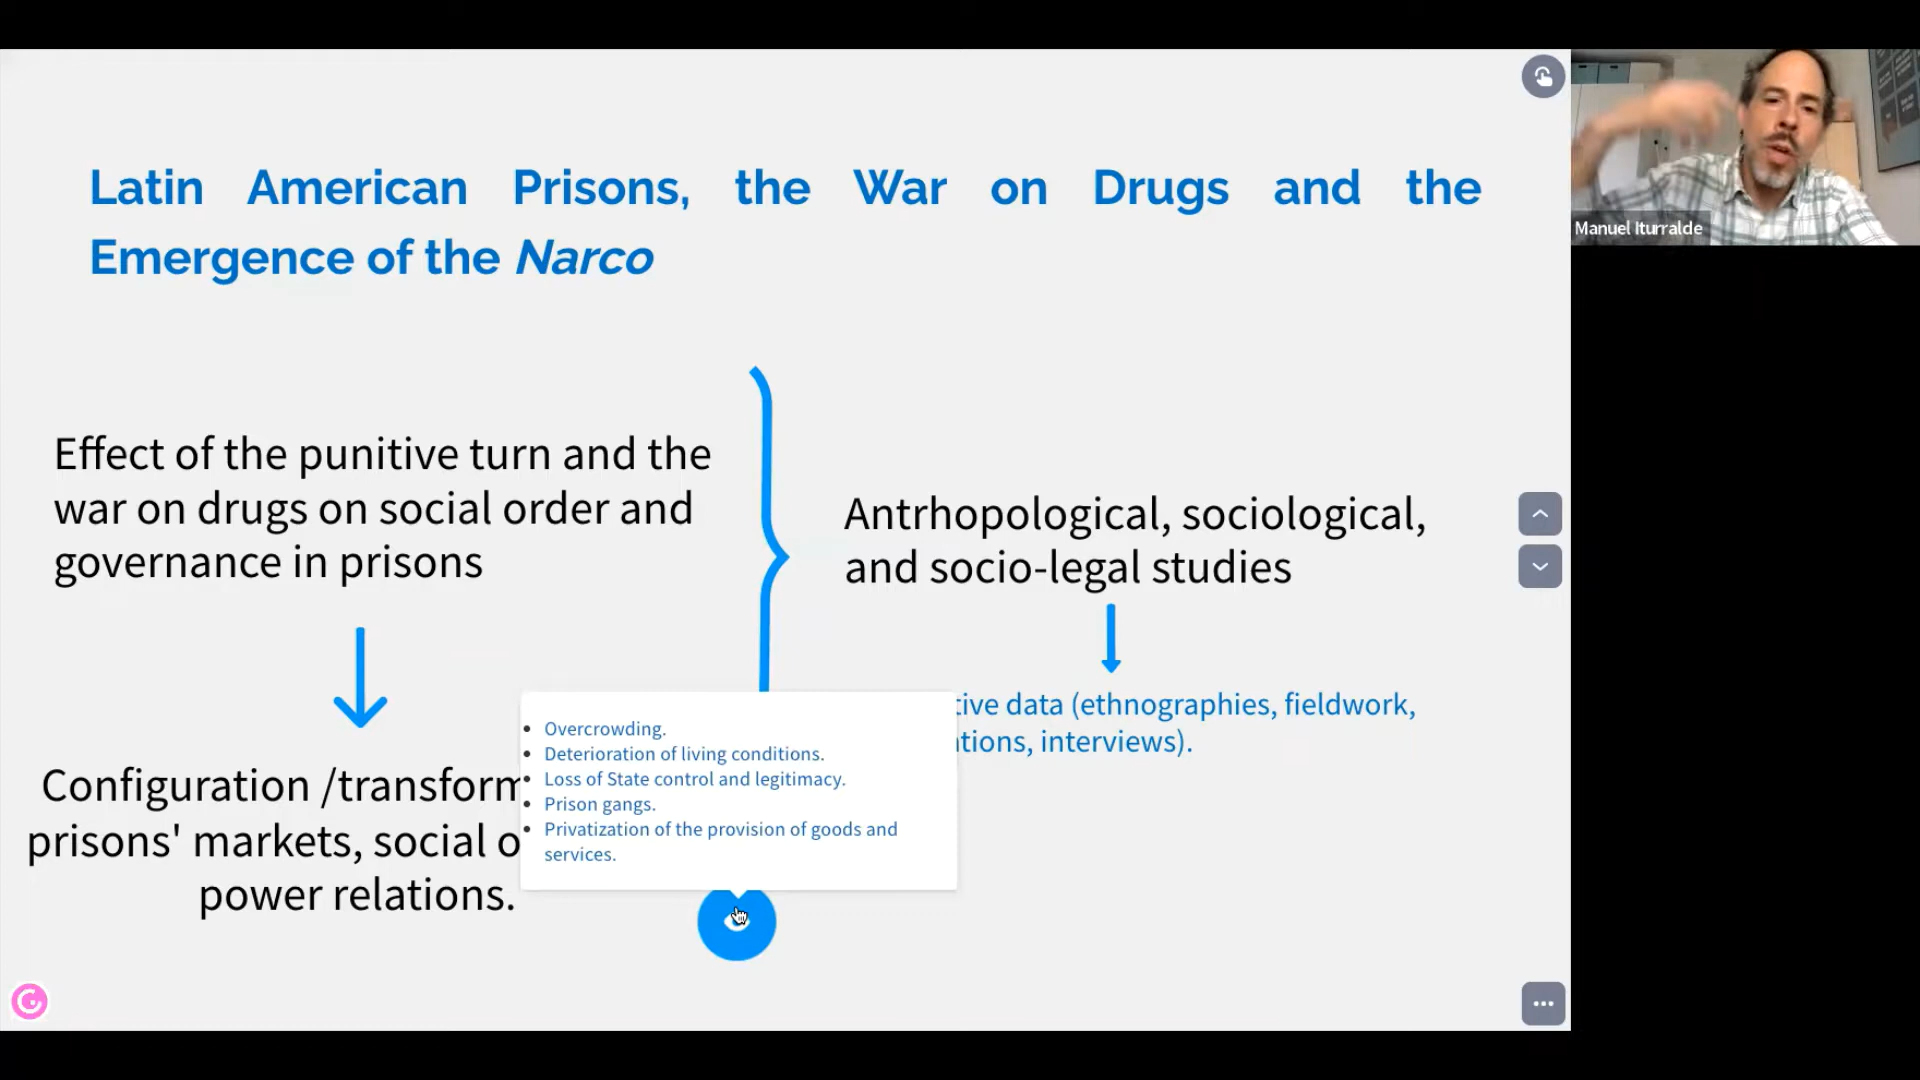 Latin American Prisons, the War on Drugs and the
Emergence of the Narco
Manuel Iturralde
Effect of the punitive turn and the
war on drugs on social order and
governance in prisons
Antrhopological, sociological,
and socio-legal studies
tive data (ethnographies, fieldwork,
tions, interviews).
Configuration /transform
prisons' markets, social o
power relations.
• Overcrowding.
• Deterioration of living conditions.
• Loss of State control and legitimacy.
• Prison gangs.
• Privatization of the provision of goods and
services.